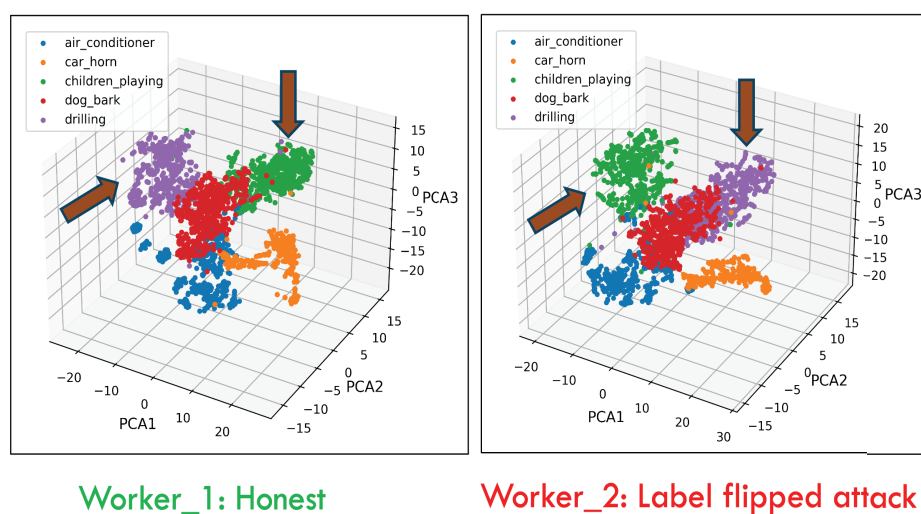 air_conditioner
car_horn
children_playing
dog_bark
drilling
15
10
5
0
−5
−10
−15
−20
PCA3
−20
−10
0
10
20
PCA1
−15
−10
−5
0
5
10
15
PCA2
air_conditioner
car_horn
children_playing
dog_bark
drilling
20
15
10
5
0
−5
−10
−15
−20
PCA3
−20
−10
0
10
20
30
PCA1
−15
−10
−5
0
5
10
15
PCA2
Worker_1: Honest
Worker_2: Label flipped attack